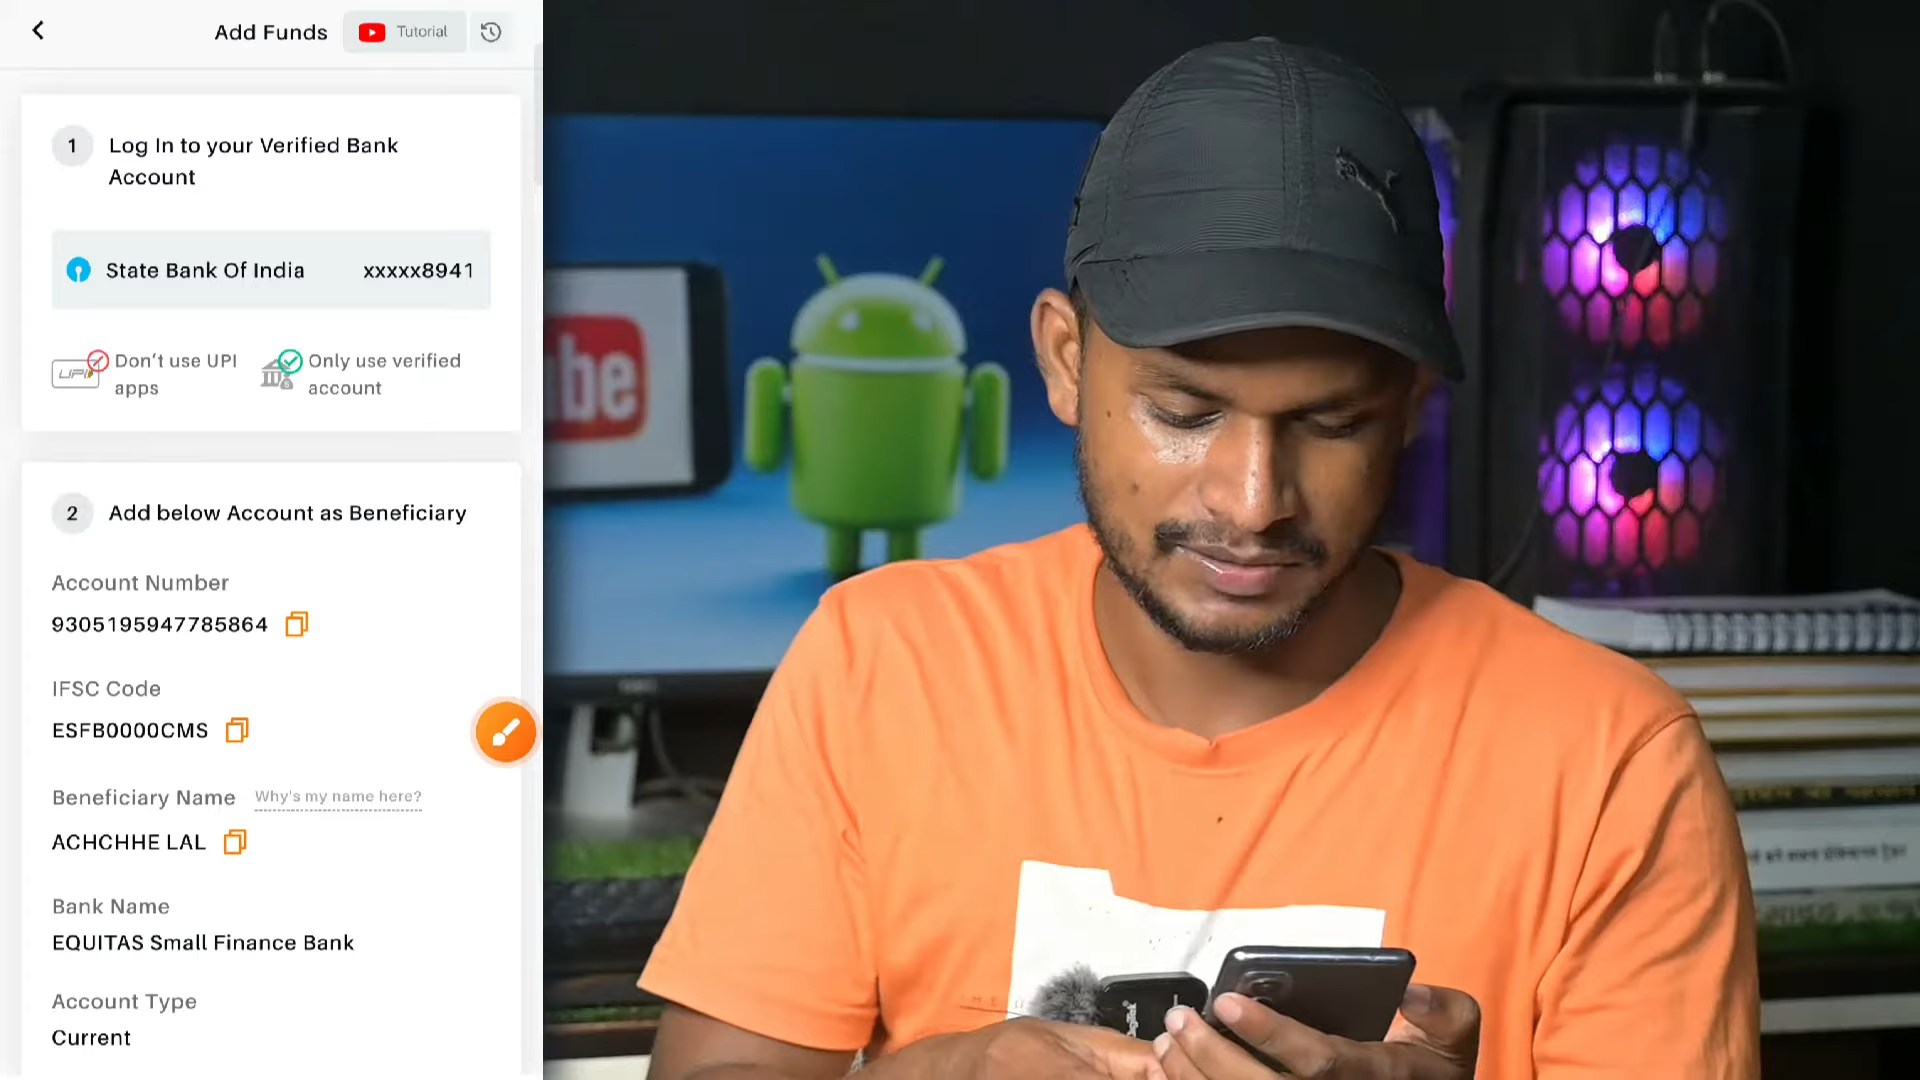 Add Funds
Tutorial
1
Log In to your Verified Bank
Account
State Bank Of India xxxxx8941
UPI
Don't use UPI
apps
Only use verified
account
2
Add below Account as Beneficiary
Account Number
9305195947785864
IFSC Code
ESFB0000CMS
Beneficiary Name Why's my name here?
ACHCHHE LAL
Bank Name
EQUITAS Small Finance Bank
Account Type
Current
be